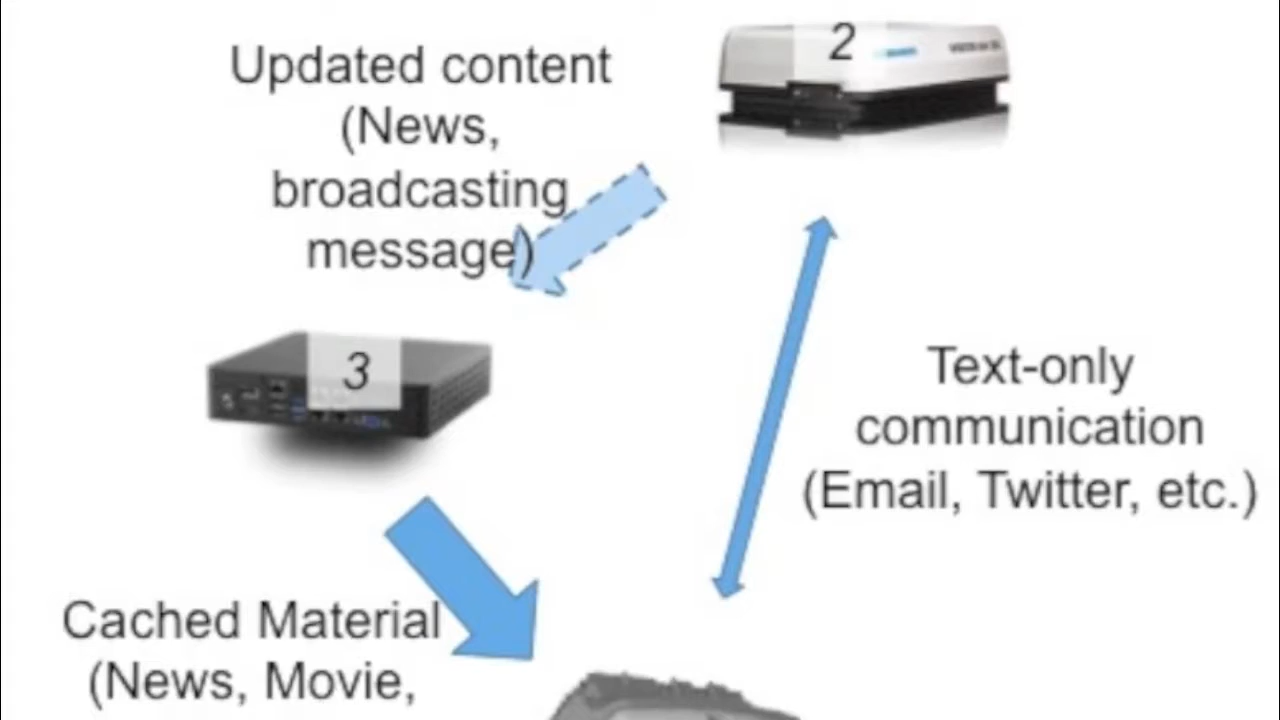 2
Updated content
(News,
broadcasting
message)
3
Text-only
communication
(Email, Twitter, etc.)
Cached Material
(News, Movie,